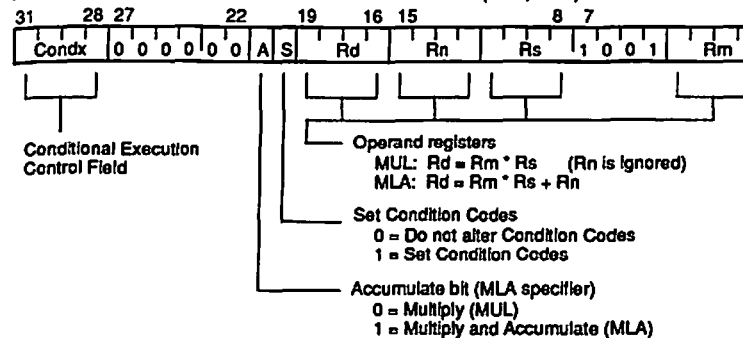 31 28 27 22 19 16 15 8 7
Condx 0 0 0 0 0 0 A S Rd Rn Rs 1 0 0 1 Rm
Conditional Execution
Control Field
Operand registers
MUL: Rd = Rm * Rs (Rn is Ignored)
MLA: Rd = Rm * Rs + Rn
Set Condition Codes
0 = Do not alter Condition Codes
1 = Set Condition Codes
Accumulate bit (MLA specifier)
0 = Multiply (MUL)
1 = Multiply and Accumulate (MLA)